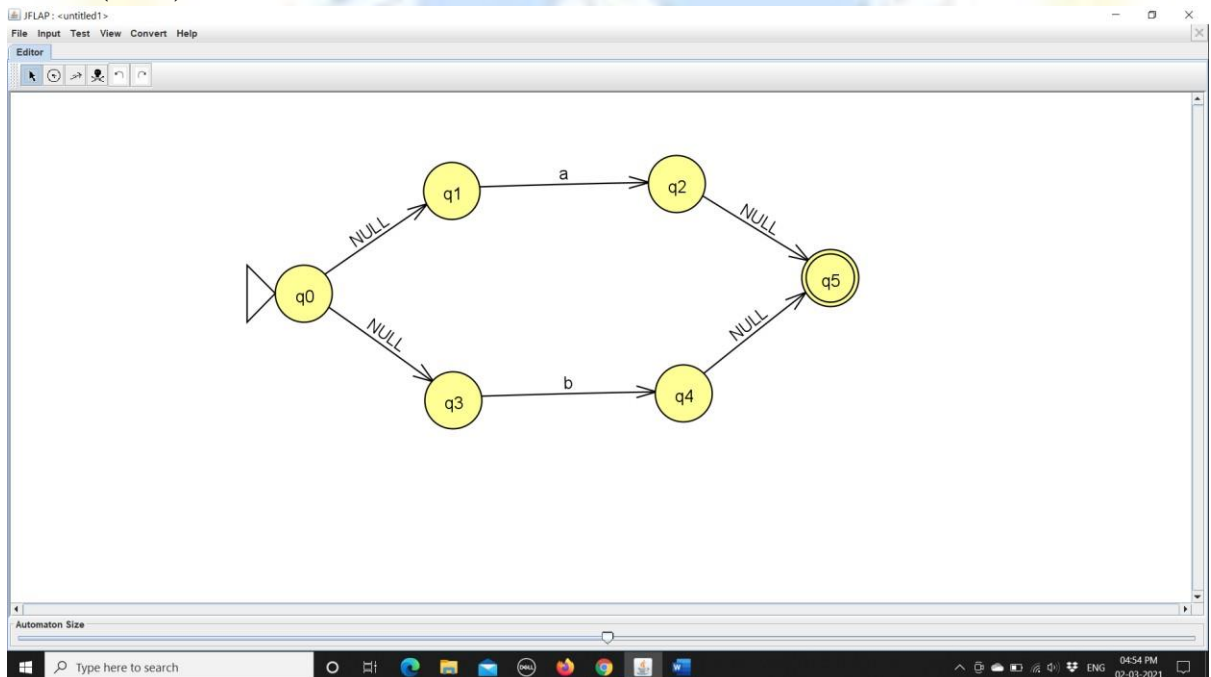 JFLAP : <untitled1>
File Input Test View Convert Help
Editor
q1
a
q2
NULL
NULL
q0
q5
NULL
NULL
q3
b
q4
Automaton Size
Type here to search
DELL
ENG
04:54 PM
02-03-2021